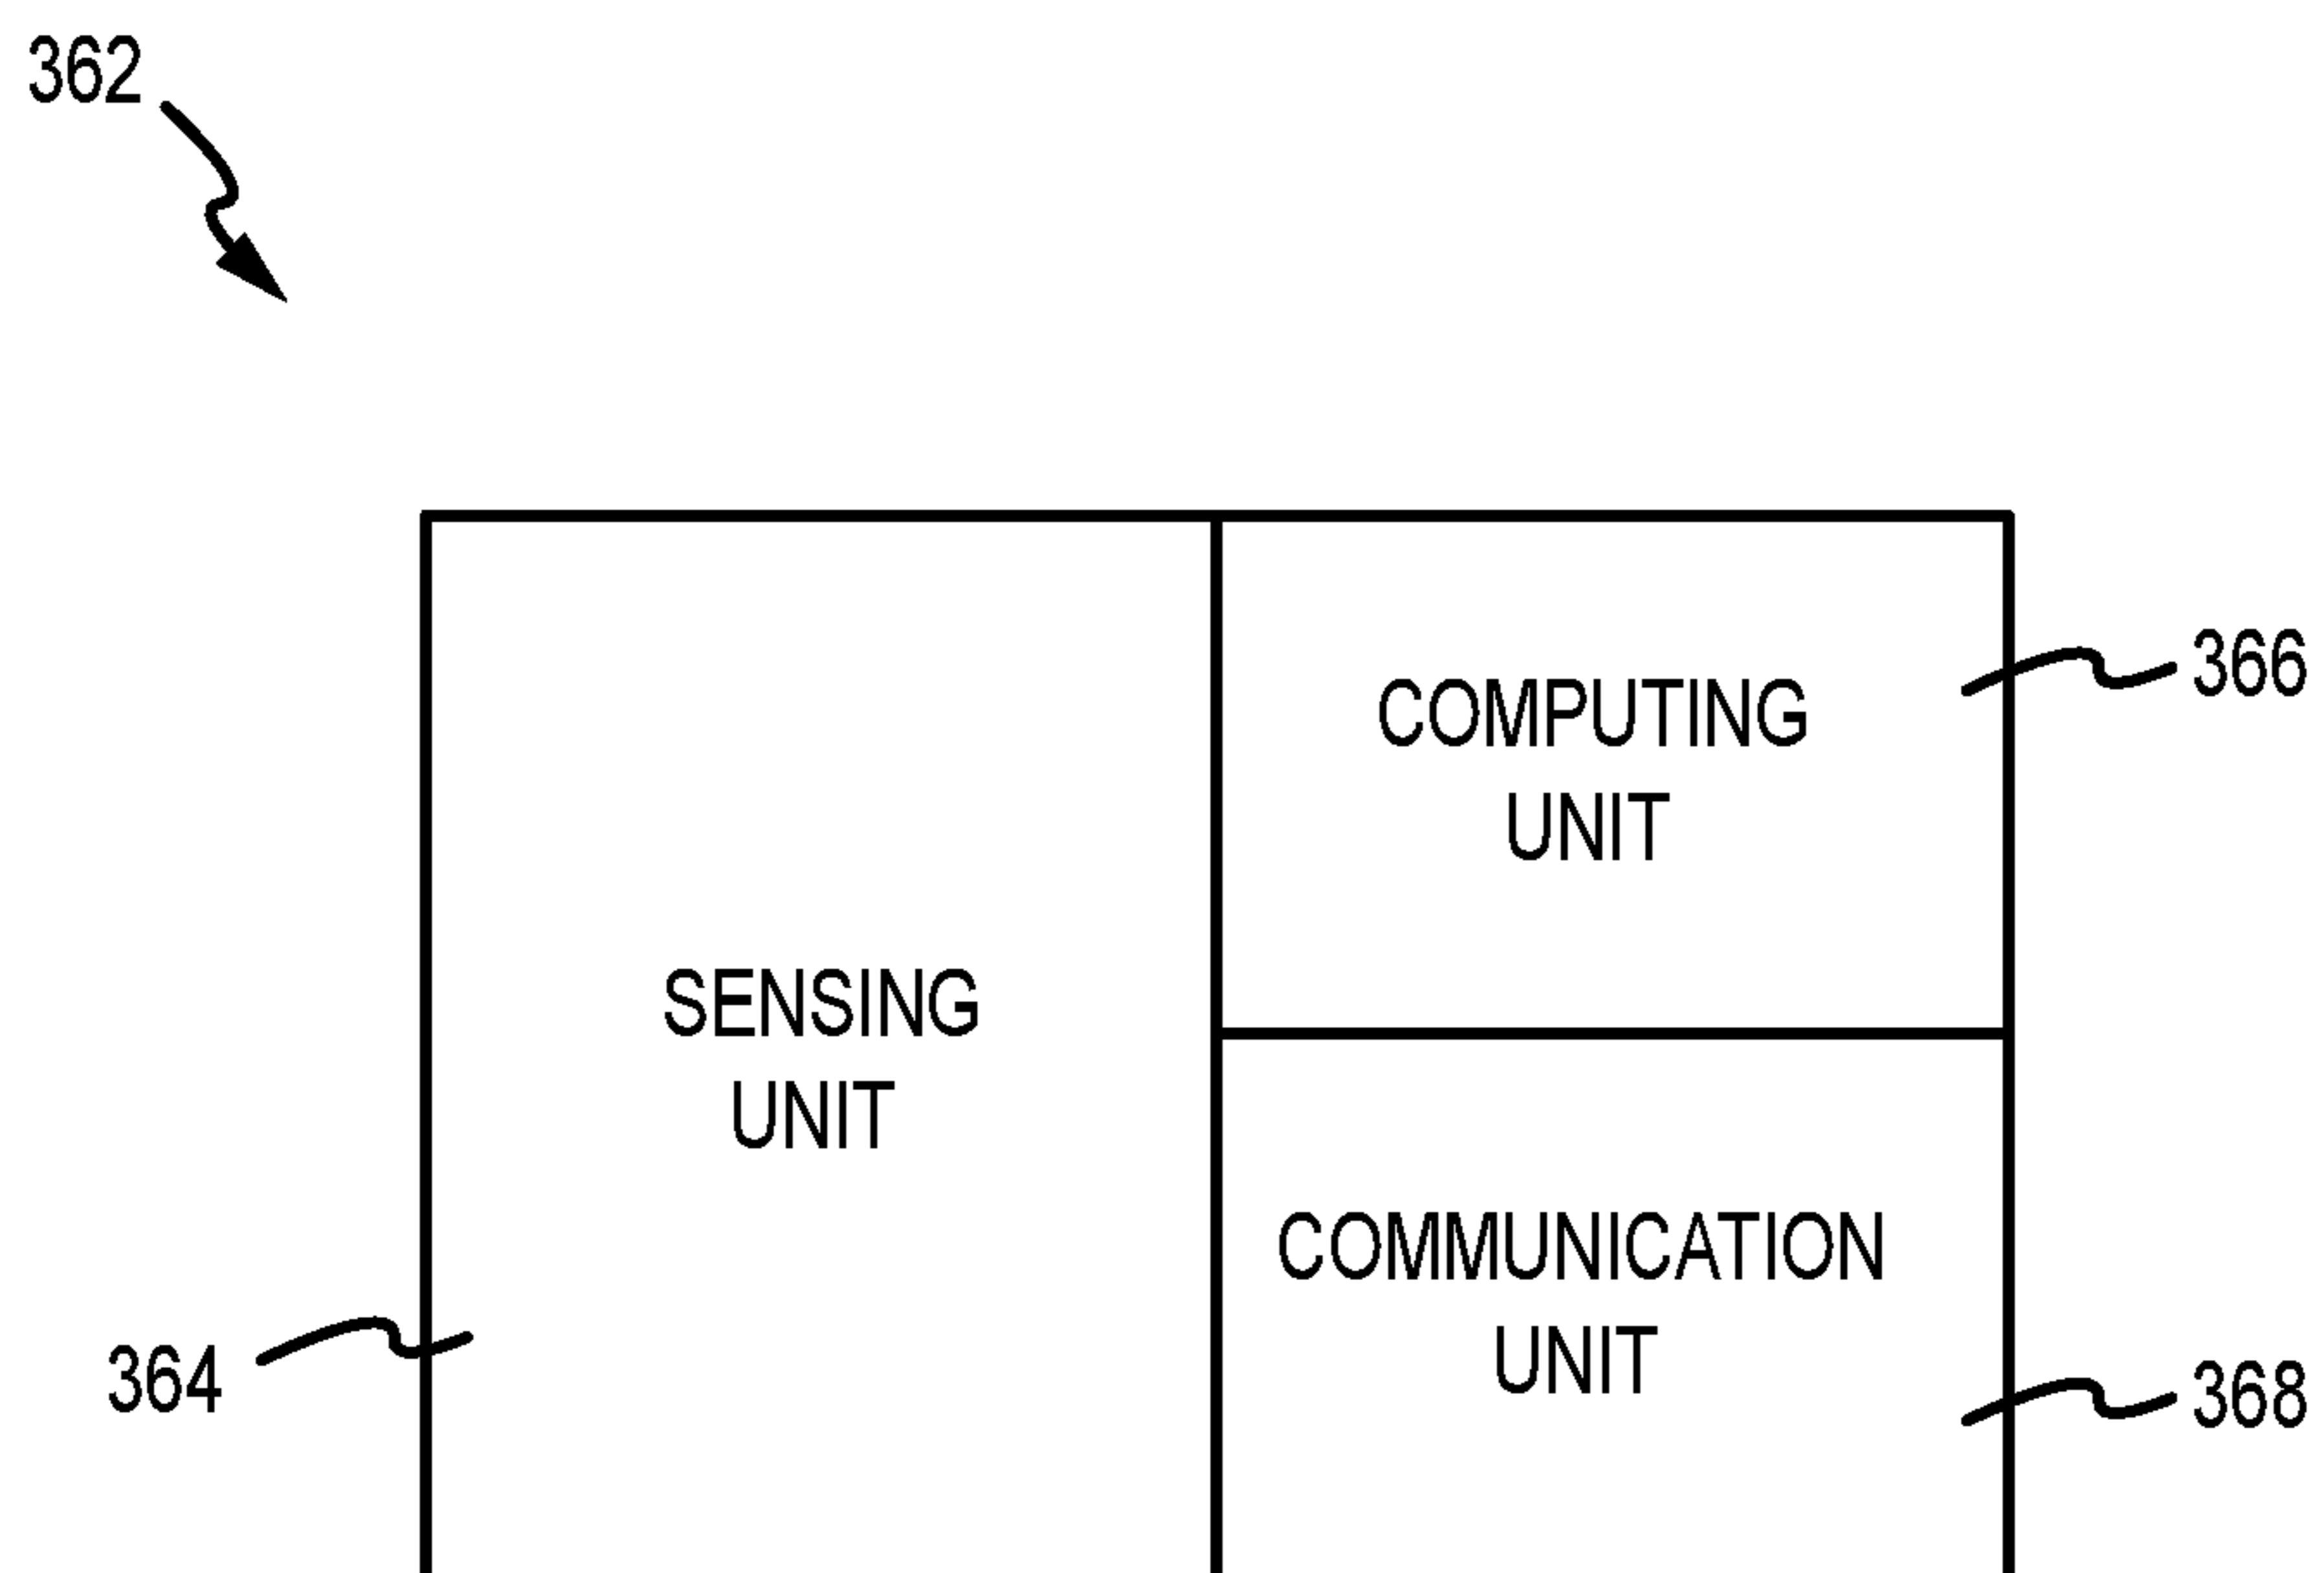 362
COMPUTING
UNIT
366
SENSING
UNIT
COMMUNICATION
UNIT
364
368